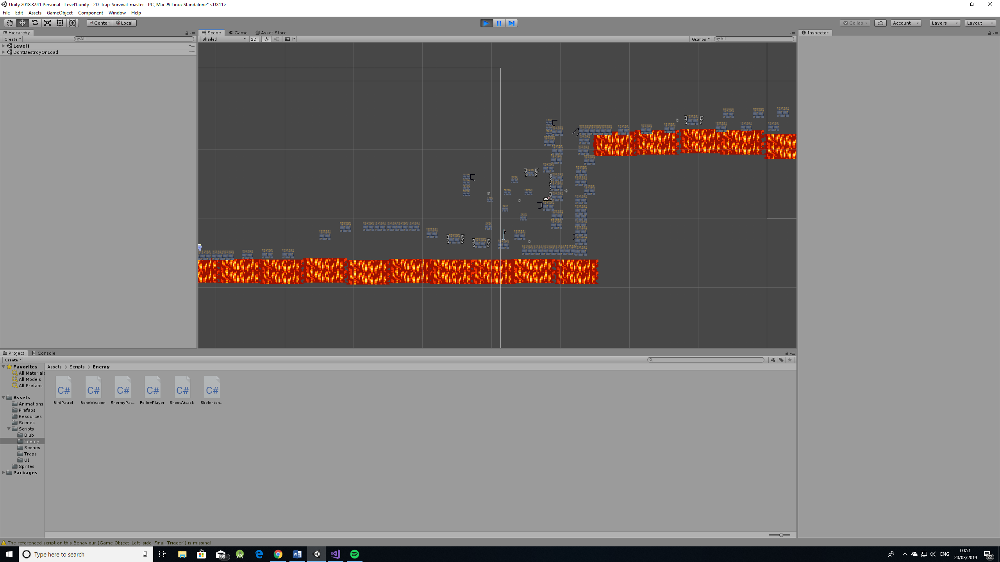 Unity 2018.3.9f1 Personal - Level1.unity - 2D-Trap-Survival-master - PC, Mac & Linux Standalone* <DX11>
File Edit Assets GameObject Component Window Help
Center Local Collab Account Layers Layout
Hierarchy
Create All
Level1
DontDestroyOnLoad
Scene Game Asset Store
Shaded 2D Gizmos All
Inspector
Project Console
Create
Favorites
All Materials
All Models
All Prefabs
Assets
Animations
Prefabs
Resources
Scenes
Scripts
Blub
Enemy
Scenes
Traps
UI
Sprites
Packages
Assets > Scripts > Enemy
C# C# C# C# C# C#
BirdPatrol BoneWeapon EnermyPat... FollowPlayer ShootAttack Skelenton...
The referenced script on this Behaviour (Game Object 'Left_side_Final_Trigger') is missing!
Type here to search
99+
ENG
00:51
20/03/2019
22